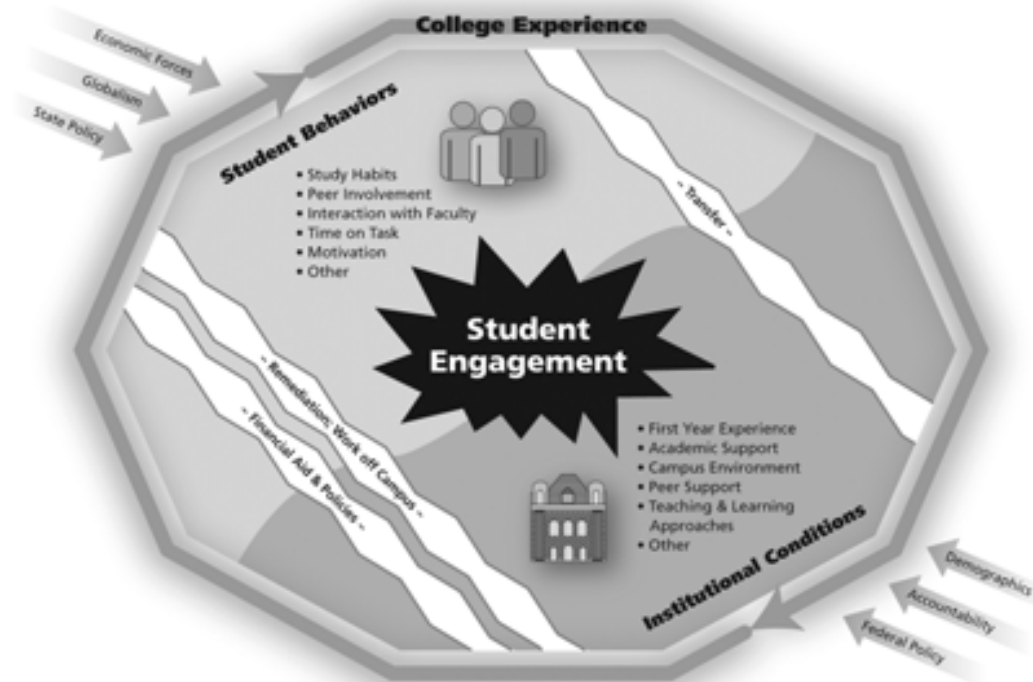 College Experience
Economic Forces
Globalism
State Policy
Student Behaviors
• Study Habits
• Peer Involvement
• Interaction with Faculty
• Time on Task
• Motivation
• Other
~ Transfer ~
Student
Engagement
~ Remediation; Work off Campus ~
~ Financial Aid & Policies ~
• First Year Experience
• Academic Support
• Campus Environment
• Peer Support
• Teaching & Learning
Approaches
• Other
Institutional Conditions
Demographics
Accountability
Federal Policy